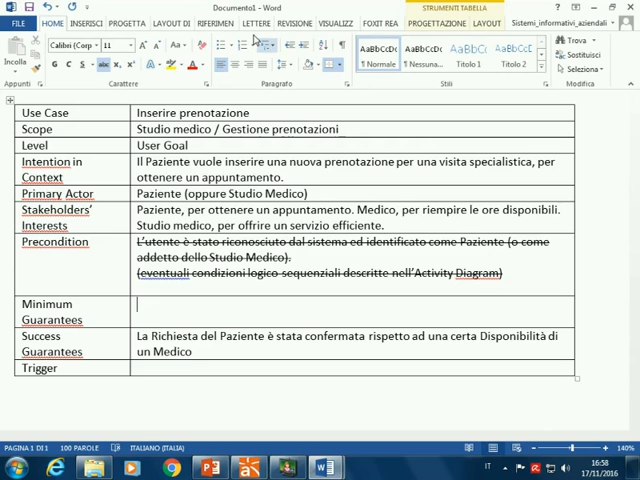 Documento1 - Word
STRUMENTI TABELLA
FILE HOME INSERISCI PROGETTA LAYOUT DI RIFERIMEN LETTERE REVISIONE VISUALIZZ FOXIT REA PROGETTAZIONE LAYOUT Sistemi_informativi_aziendali
Calibri (Corp 11
Incolla
Appunti Carattere Paragrafo Stili Modifica
AaBbCcDc AaBbCcDc AaBbC AaBbCc
¶ Normale ¶ Nessuna... Titolo 1 Titolo 2
Trova
Sostituisci
Seleziona
Use Case Inserire prenotazione
Scope Studio medico / Gestione prenotazioni
Level User Goal
Intention in Il Paziente vuole inserire una nuova prenotazione per una visita specialistica, per
Context ottenere un appuntamento.
Primary Actor Paziente (oppure Studio Medico)
Stakeholders' Paziente, per ottenere un appuntamento. Medico, per riempire le ore disponibili.
Interests Studio medico, per offrire un servizio efficiente.
Precondition L'utente è stato riconosciuto dal sistema ed identificato come Paziente (o come
addetto dello Studio Medico).
(eventuali condizioni logico-sequenziali descritte nell'Activity Diagram)
Minimum
Guarantees
Success La Richiesta del Paziente è stata confermata rispetto ad una certa Disponibilità di
Guarantees un Medico
Trigger
PAGINA 1 DI 1 100 PAROLE ITALIANO (ITALIA) 140%
IT 16:58
17/11/2016